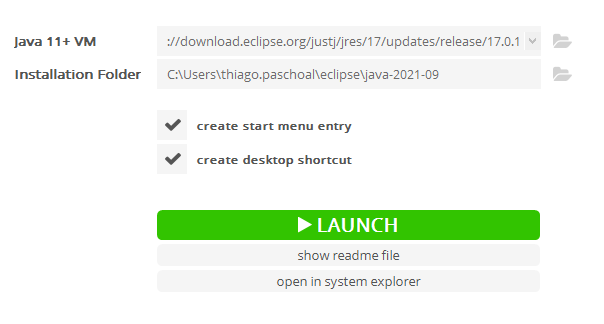 Java 11+ VM ://download.eclipse.org/justj/jres/17/updates/release/17.0.1
Installation Folder C:\Users\thiago.paschoal\eclipse\java-2021-09
create start menu entry
create desktop shortcut
LAUNCH
show readme file
open in system explorer